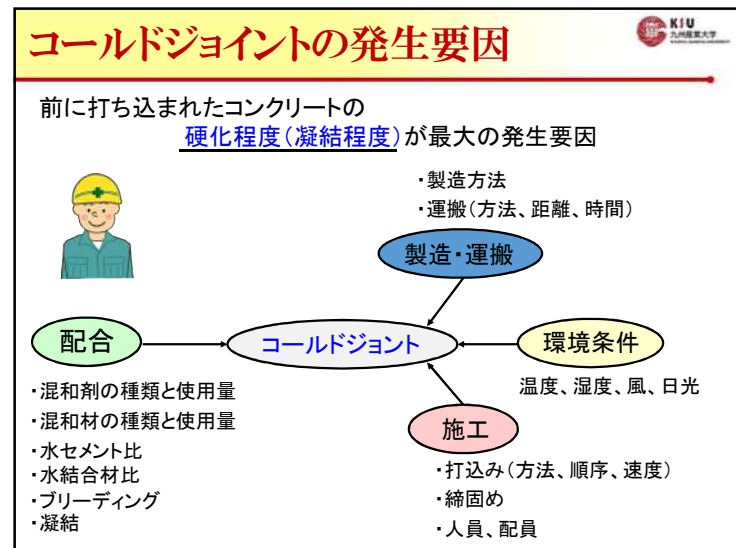 コールドジョイントの発生要因
KIU
九州産業大学
前に打ち込まれたコンクリートの
硬化程度(凝結程度)が最大の発生要因
・製造方法
・運搬(方法、距離、時間)
製造・運搬
配合
コールドジョント
環境条件
・混和剤の種類と使用量
・混和材の種類と使用量
・水セメント比
・水結合材比
・ブリーディング
・凝結
温度、湿度、風、日光
施工
・打込み(方法、順序、速度)
・締固め
・人員、配員